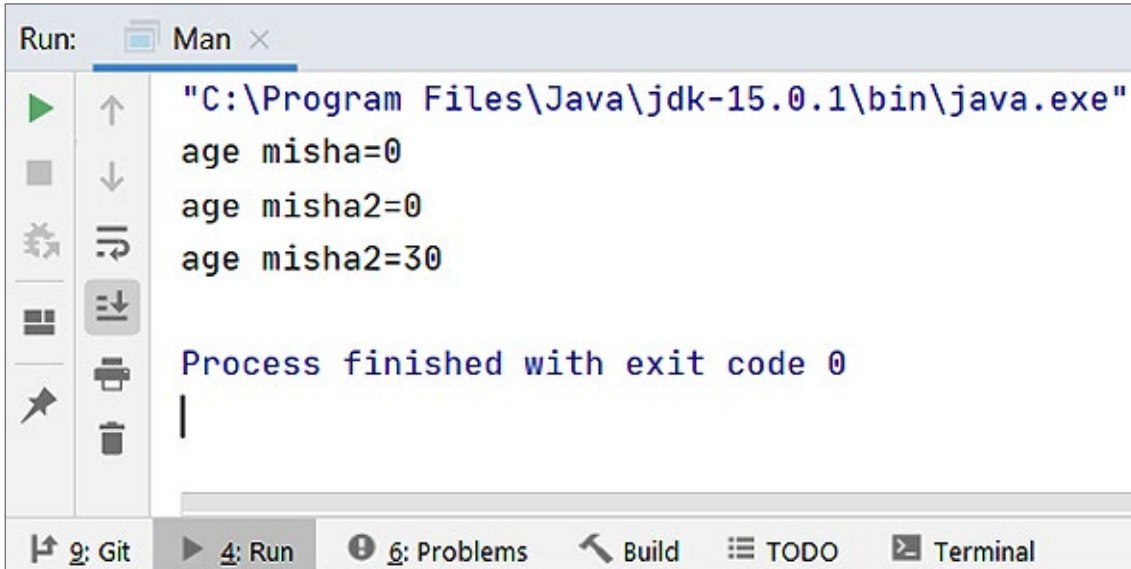 Run: Man
"C:\Program Files\Java\jdk-15.0.1\bin\java.exe"
age misha=0
age misha2=0
age misha2=30
Process finished with exit code 0
9: Git 4: Run 6: Problems Build TODO Terminal